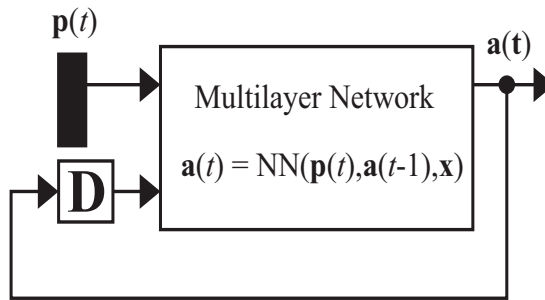 p(t)
a(t)
Multilayer Network
a(t) = NN(p(t),a(t-1),x)
D